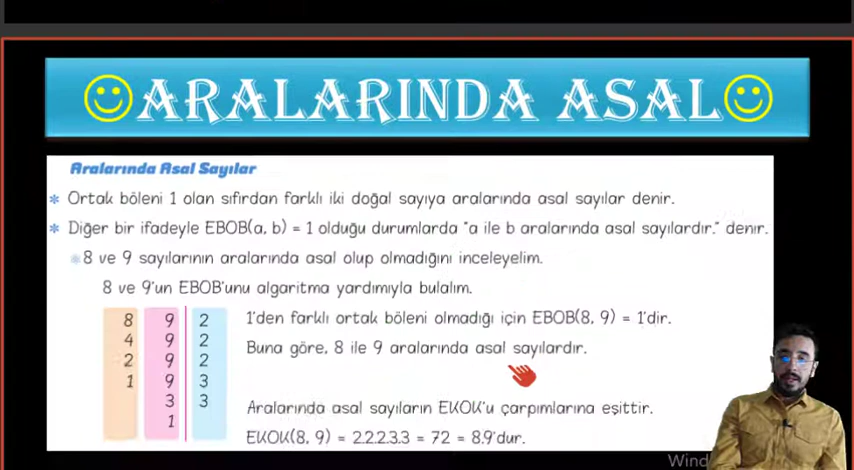 ARALARINDA ASAL
Aralarında Asal Sayılar
* Ortak böleni 1 olan sıfırdan farklı iki doğal sayıya aralarında asal sayılar denir.
* Diğer bir ifadeyle EBOB(a, b) = 1 olduğu durumlarda "a ile b aralarında asal sayılardır." denir.
* 8 ve 9 sayılarının aralarında asal olup olmadığını inceleyelim.
8 ve 9'un EBOB'unu algoritma yardımıyla bulalım.
8 9 2
4 9 2
2 9 2
1 9 3
3 3
1
1'den farklı ortak böleni olmadığı için EBOB(8, 9) = 1'dir.
Buna göre, 8 ile 9 aralarında asal sayılardır.
Aralarında asal sayıların EKOK'u çarpımlarına eşittir.
EKOK(8, 9) = 2.2.2.3.3 = 72 = 8.9'dur.
Wind